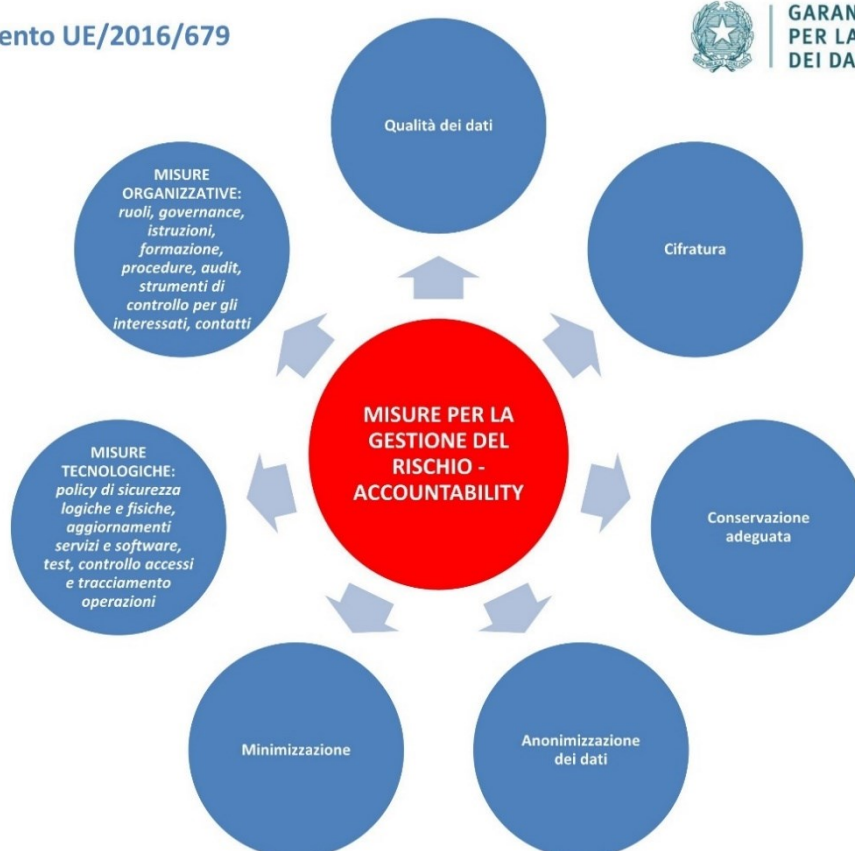 ento UE/2016/679
GARAN
PER LA
DEI DA
Qualità dei dati
MISURE
ORGANIZZATIVE:
ruoli, governance,
istruzioni,
formazione,
procedure, audit,
strumenti di
controllo per gli
interessati, contatti
Cifratura
MISURE PER LA
GESTIONE DEL
RISCHIO -
ACCOUNTABILITY
MISURE
TECNOLOGICHE:
policy di sicurezza
logiche e fisiche,
aggiornamenti
servizi e software,
test, controllo accessi
e tracciamento
operazioni
Conservazione
adeguata
Minimizzazione
Anonimizzazione
dei dati